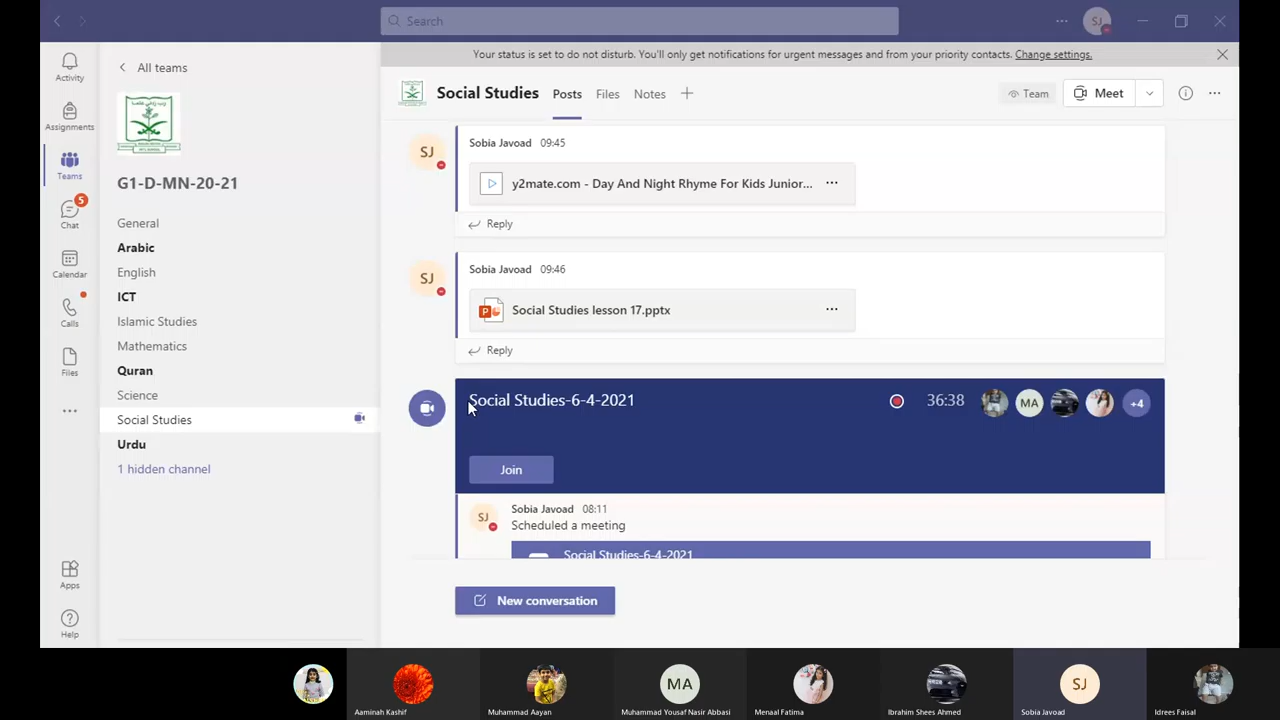 Search
SJ
Your status is set to do not disturb. You'll only get notifications for urgent messages and from your priority contacts. Change settings.
Activity
Assignments
Teams
Chat
5
Calendar
Calls
Files
Apps
Help
All teams
G1-D-MN-20-21
General
Arabic
English
ICT
Islamic Studies
Mathematics
Quran
Science
Social Studies
Urdu
1 hidden channel
Social Studies
Posts
Files
Notes
Team
Meet
SJ
Sobia Javoad 09:45
y2mate.com - Day And Night Rhyme For Kids Junior...
Reply
SJ
Sobia Javoad 09:46
Social Studies lesson 17.pptx
Reply
Social Studies-6-4-2021
36:38
MA
+4
Join
SJ
Sobia Javoad 08:11
Scheduled a meeting
Social Studies-6-4-2021
New conversation
Aaminah Kashif
Muhammad Aayan
MA
Muhammad Yousaf Nasir Abbasi
Menaal Fatima
Ibrahim Shees Ahmed
SJ
Sobia Javoad
Idrees Faisal